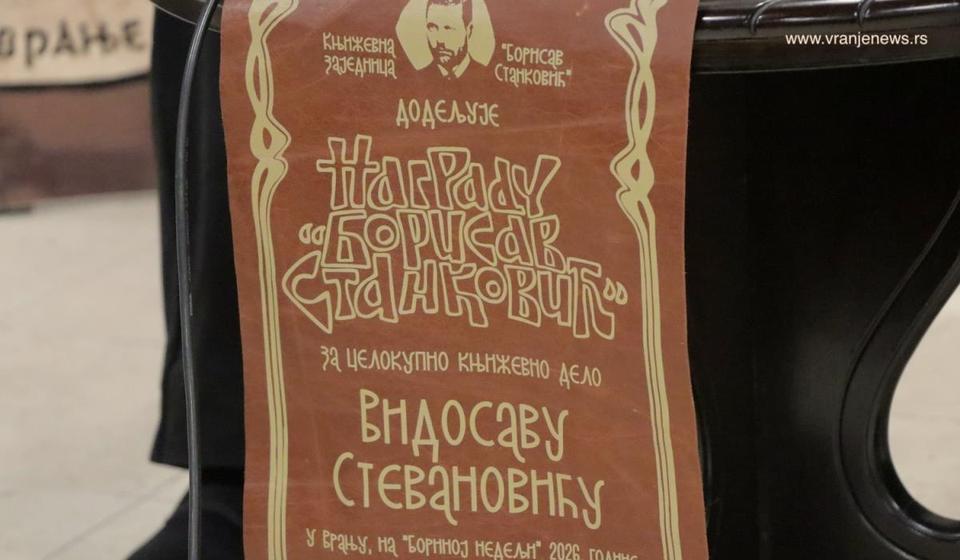 www.vranjenews.rs
врање
Књижевна заједница
"Борисав Станковић"
додељује
Награду
"Борисав
Станковић"
за целокупно књижевно дело
Видосаву
Стевановићу
у Врању, на "Бориној недељи" 2026. године